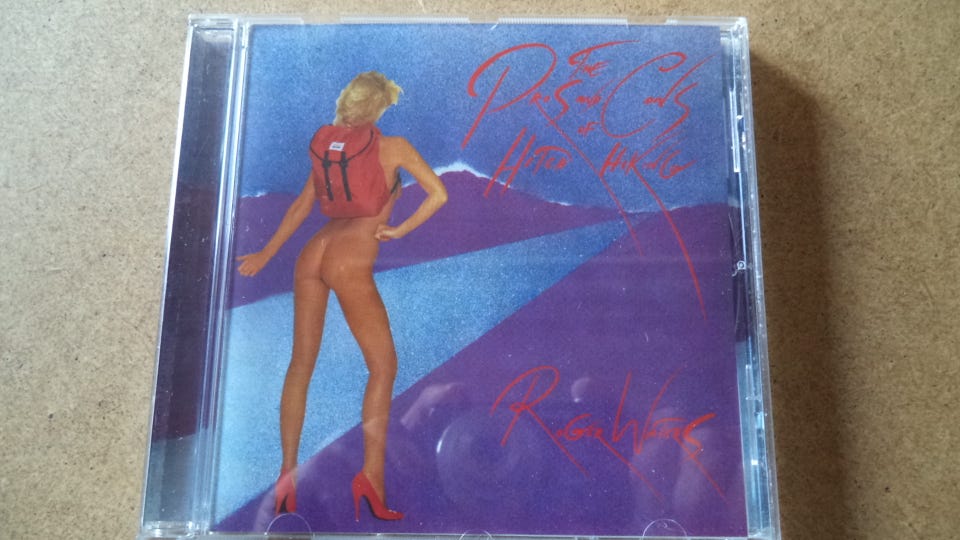 THE
PROS AND CONS
OF
HITCH HIKING
ROGER WATERS